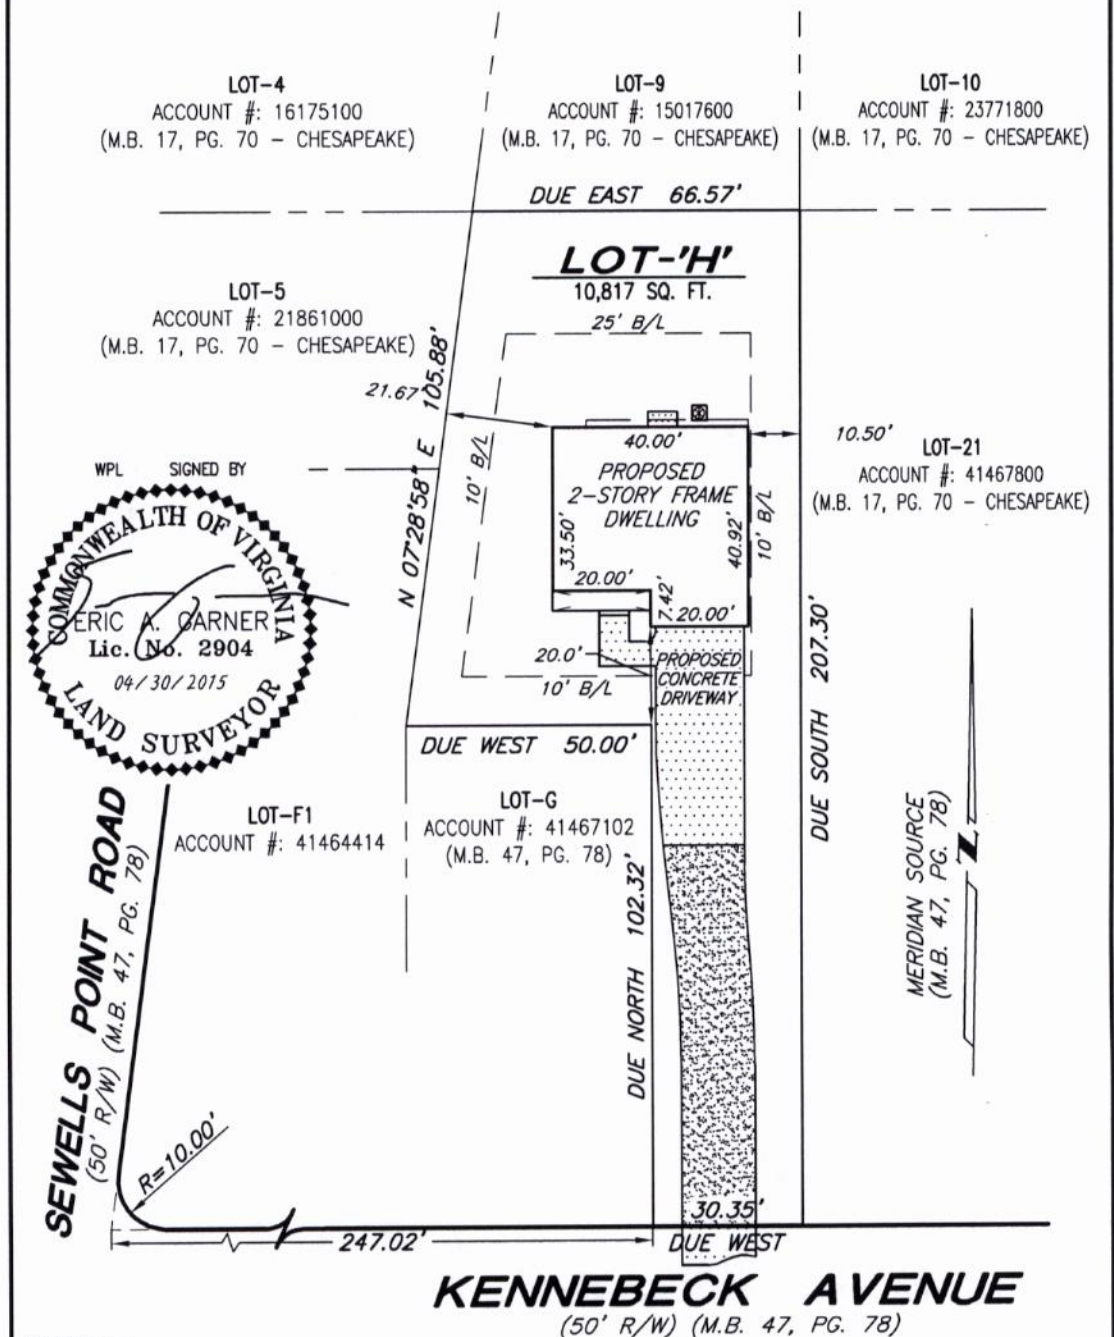 LOT-4
ACCOUNT #: 16175100
(M.B. 17, PG. 70 - CHESAPEAKE)
LOT-9
ACCOUNT #: 15017600
(M.B. 17, PG. 70 - CHESAPEAKE)
LOT-10
ACCOUNT #: 23771800
(M.B. 17, PG. 70 - CHESAPEAKE)
DUE EAST 66.57'
LOT-'H'
10,817 SQ. FT.
25' B/L
LOT-5
ACCOUNT #: 21861000
(M.B. 17, PG. 70 - CHESAPEAKE)
N 07°28'58" E 105.88'
21.67'
10' B/L
40.00'
PROPOSED
2-STORY FRAME
DWELLING
33.50'
40.92'
10' B/L
10.50'
LOT-21
ACCOUNT #: 41467800
(M.B. 17, PG. 70 - CHESAPEAKE)
20.00'
7.42'
20.00'
20.0'
10' B/L
PROPOSED
CONCRETE
DRIVEWAY
WPL SIGNED BY
COMMONWEALTH OF VIRGINIA
ERIC A. GARNER
Lic. No. 2904
04/30/2015
LAND SURVEYOR
DUE WEST 50.00'
DUE SOUTH 207.30'
LOT-F1
ACCOUNT #: 41464414
LOT-G
ACCOUNT #: 41467102
(M.B. 47, PG. 78)
DUE NORTH 102.32'
MERIDIAN SOURCE
(M.B. 47, PG. 78)
N
SEWELLS POINT ROAD
(50' R/W) (M.B. 47, PG. 78)
R=10.00'
30.35'
DUE WEST
247.02'
KENNEBECK AVENUE
(50' R/W) (M.B. 47, PG. 78)